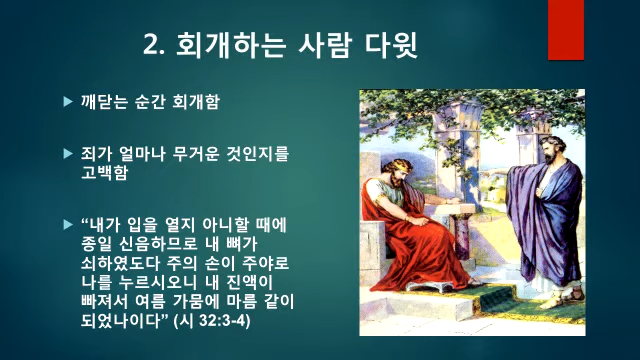 2. 회개하는 사람 다윗
깨닫는 순간 회개함
죄가 얼마나 무거운 것인지를
고백함
“내가 입을 열지 아니할 때에
종일 신음하므로 내 뼈가
쇠하였도다 주의 손이 주야로
나를 누르시오니 내 진액이
빠져서 여름 가뭄에 마름 같이
되었나이다” (시 32:3-4)